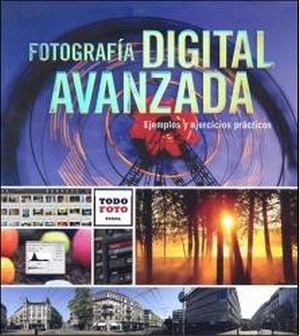 FOTOGRAFÍA DIGITAL
AVANZADA
Ejemplos y ejercicios prácticos
TODO
FOTO